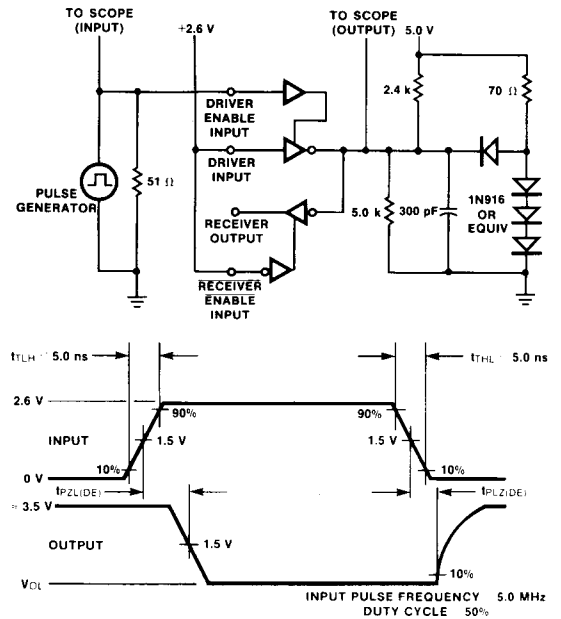 TO SCOPE
(INPUT)
+2.6 V
TO SCOPE
(OUTPUT)
5.0 V
2.4 k
70 Ω
DRIVER
ENABLE
INPUT
DRIVER
INPUT
PULSE
GENERATOR
51 Ω
RECEIVER
OUTPUT
5.0 k
300 pF
1N916
OR
EQUIV
RECEIVER
ENABLE
INPUT
tTLH 5.0 ns
tTHL 5.0 ns
2.6 V
90%
90%
INPUT
1.5 V
1.5 V
10%
10%
0 V
tPZL(DE)
tPLZ(DE)
≈ 3.5 V
OUTPUT
1.5 V
10%
VOL
INPUT PULSE FREQUENCY 5.0 MHz
DUTY CYCLE 50%